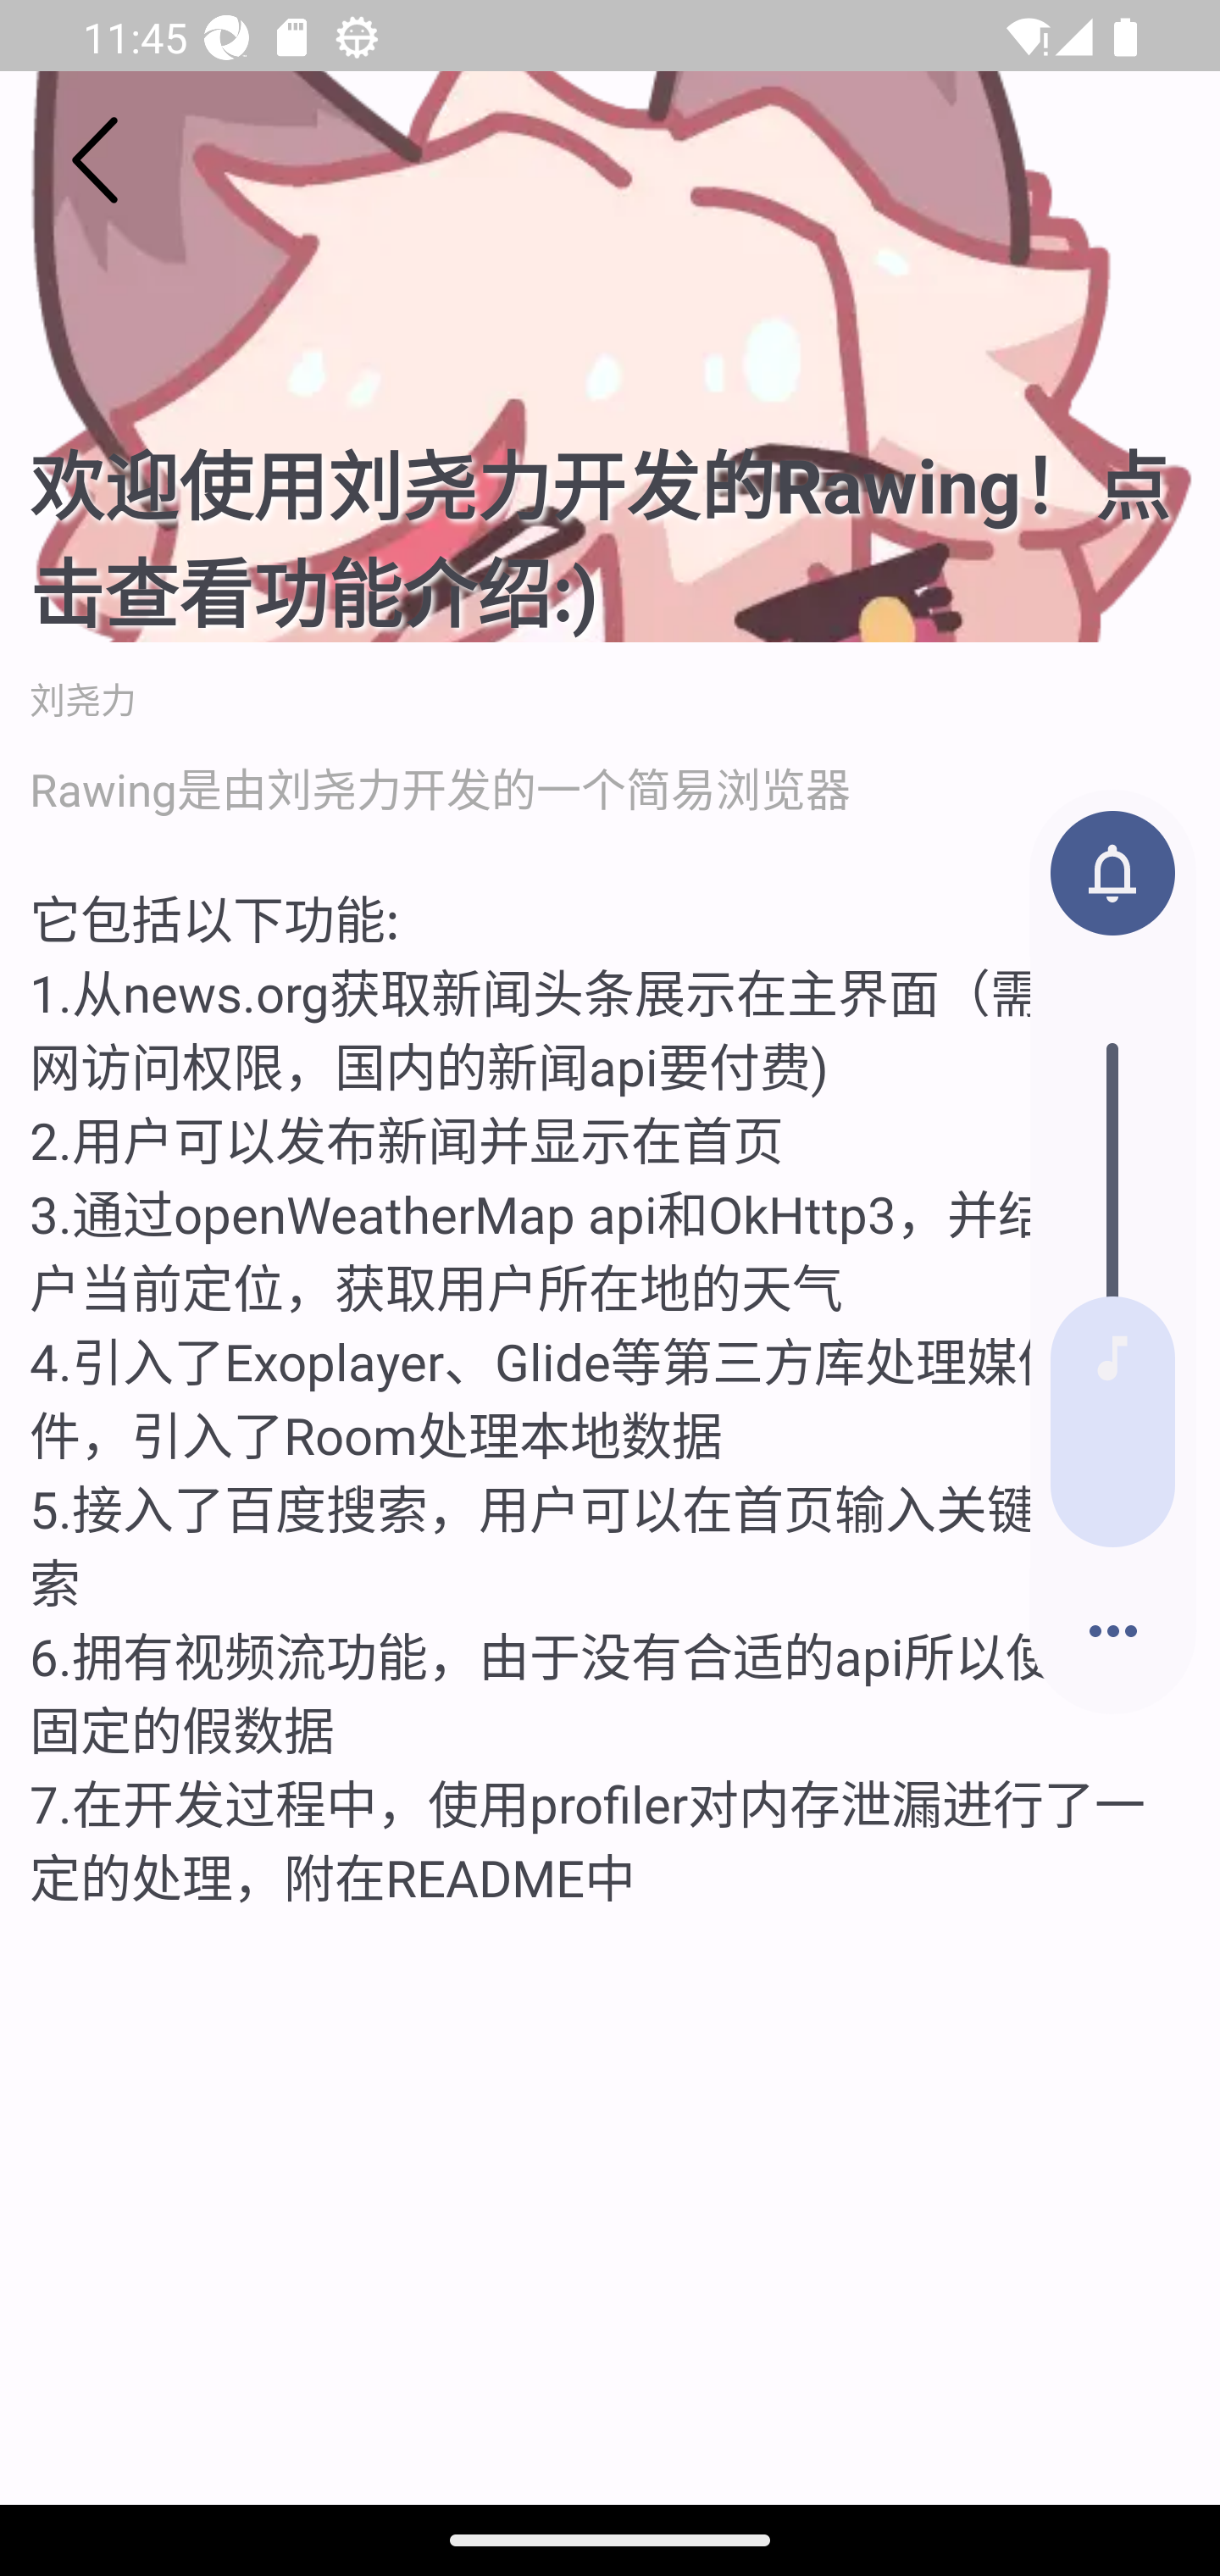 11:45
欢迎使用刘尧力开发的Rawing！点
击查看功能介绍:)
刘尧力
Rawing是由刘尧力开发的一个简易浏览器
它包括以下功能:
1.从news.org获取新闻头条展示在主界面（需
网访问权限，国内的新闻api要付费)
2.用户可以发布新闻并显示在首页
3.通过openWeatherMap api和OkHttp3，并结
户当前定位，获取用户所在地的天气
4.引入了Exoplayer、Glide等第三方库处理媒
件，引入了Room处理本地数据
5.接入了百度搜索，用户可以在首页输入关键
索
6.拥有视频流功能，由于没有合适的api所以使
固定的假数据
7.在开发过程中，使用profiler对内存泄漏进行了一
定的处理，附在README中